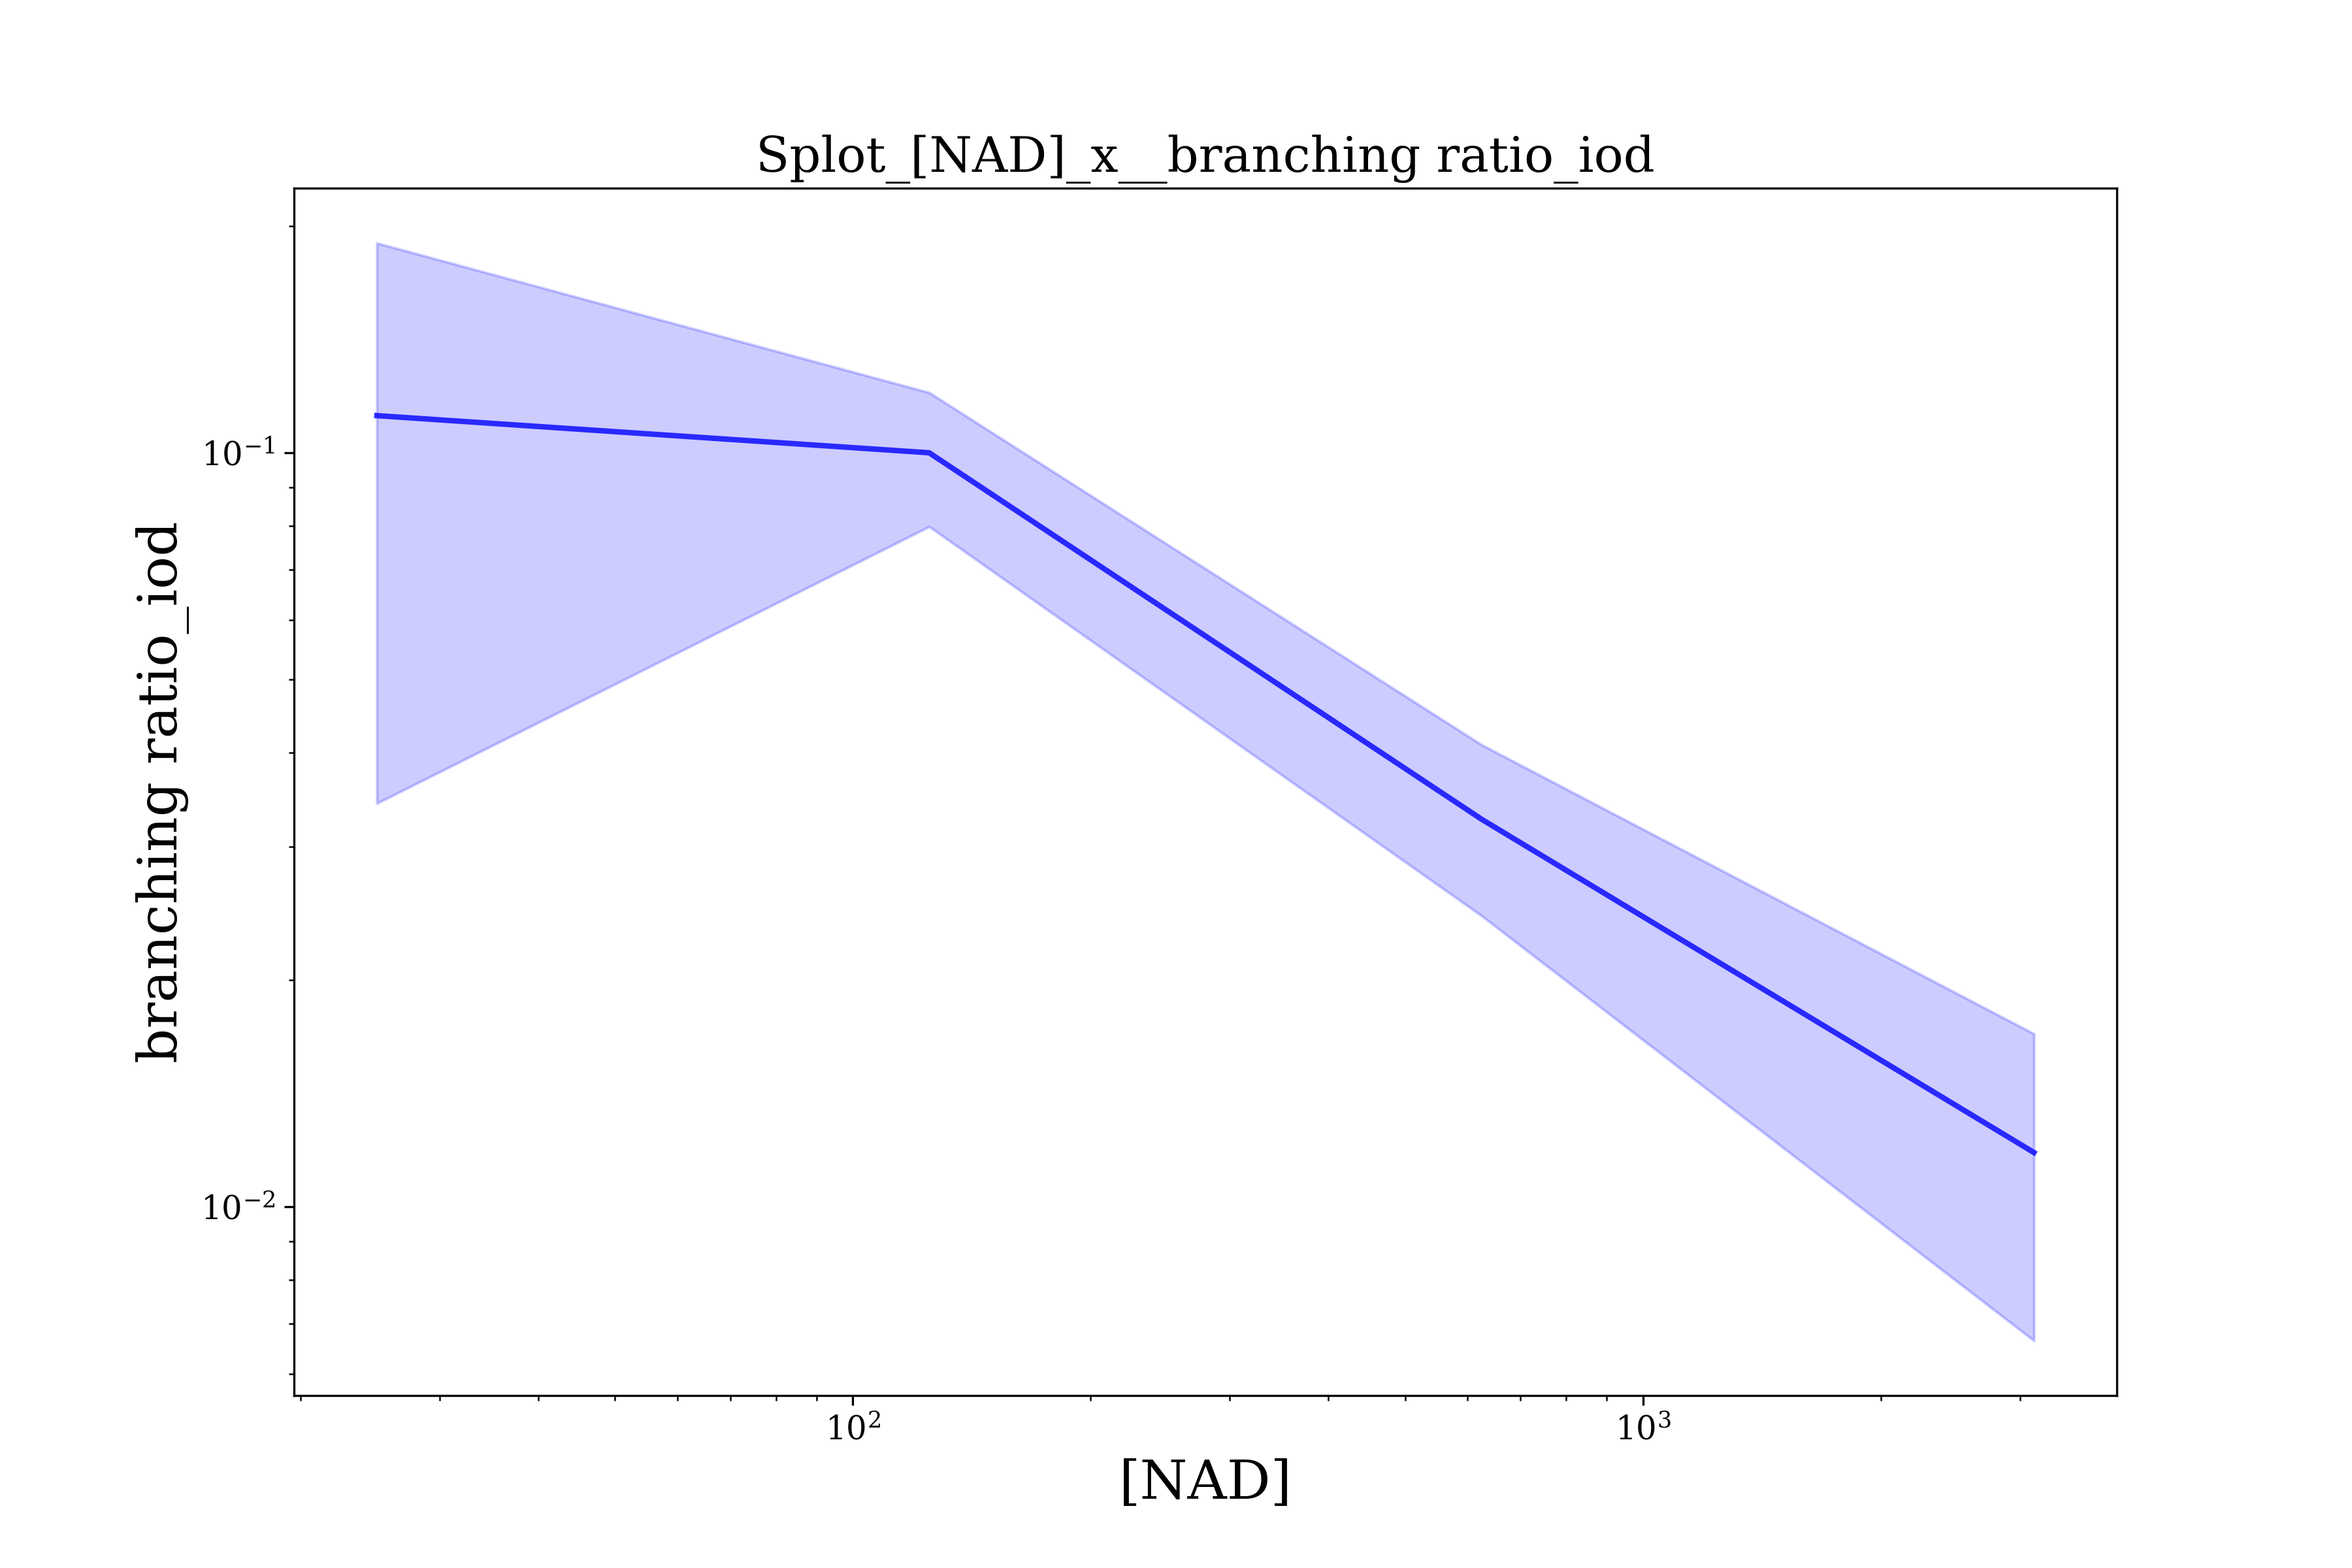 Splot_[NAD]_x__branching ratio_iod
branching ratio_iod
10⁻¹
10⁻²
10²
10³
[NAD]